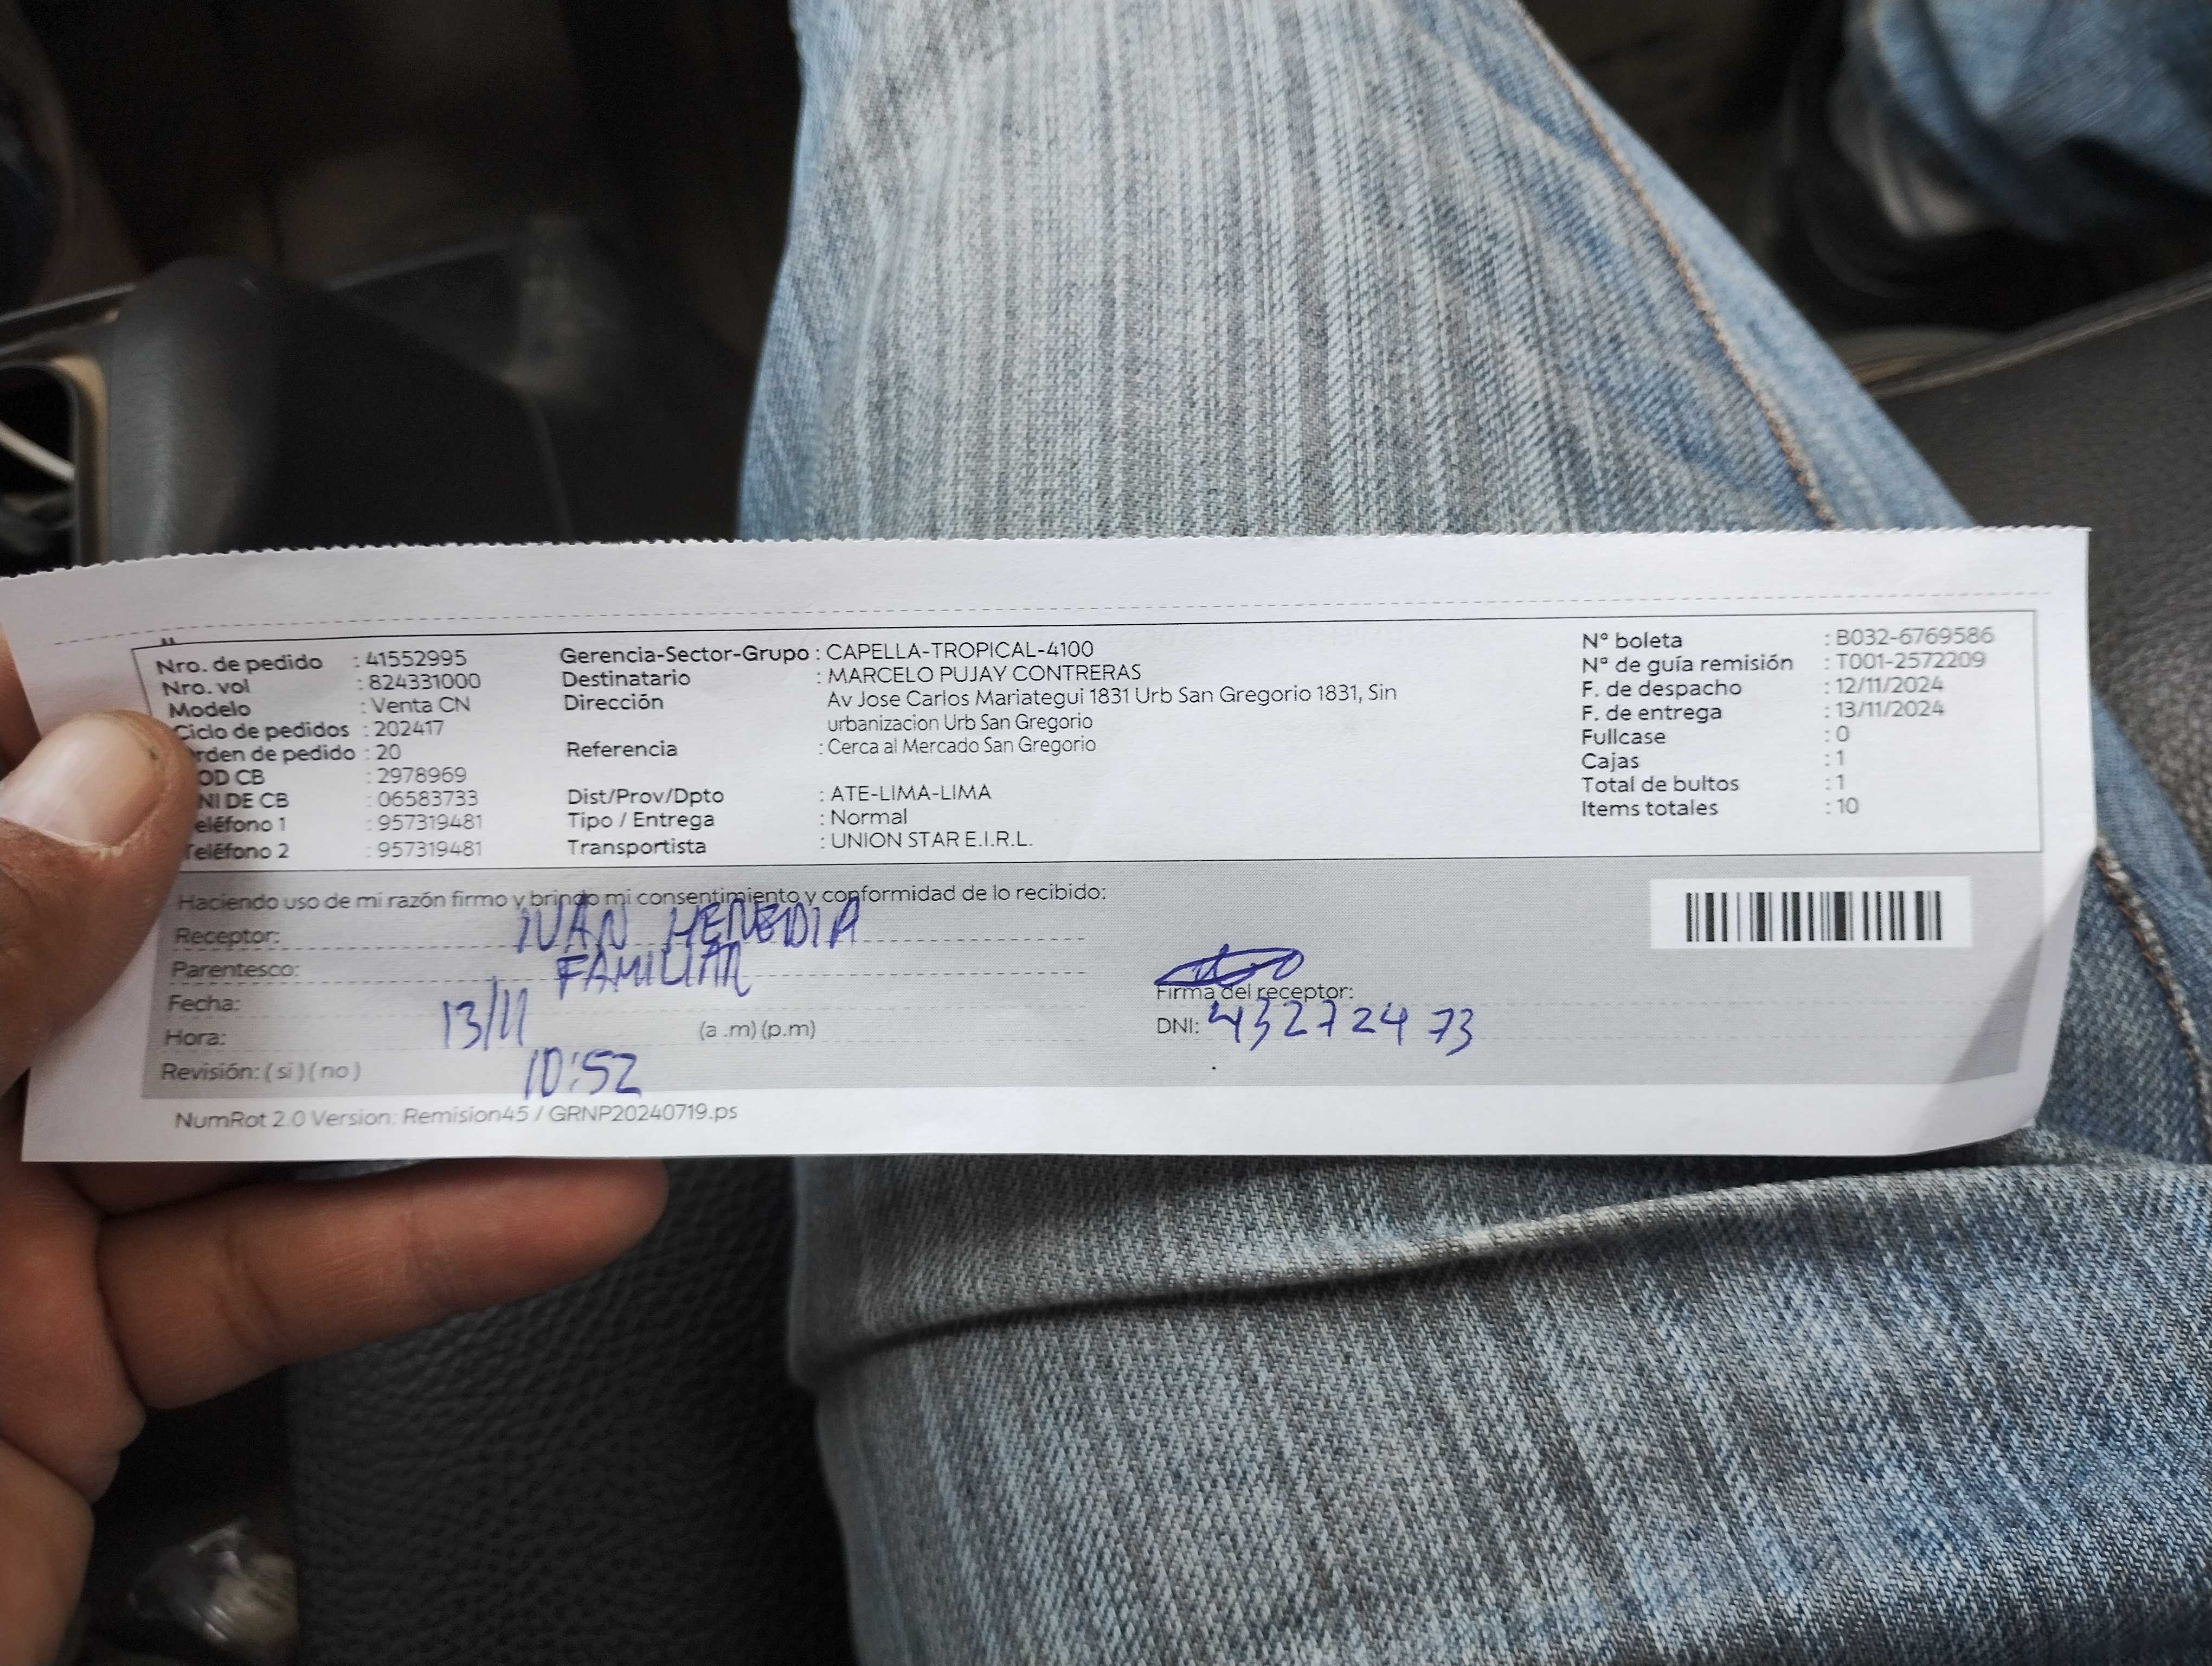 Nro. de pedido : 41552995
Nro. vol : 824331000
Modelo : Venta CN
Ciclo de pedidos : 202417
rden de pedido : 20
OD CB : 2978969
NI DE CB : 06583733
eléfono 1 : 957319481
Teléfono 2 : 957319481
Gerencia-Sector-Grupo : CAPELLA-TROPICAL-4100
Destinatario : MARCELO PUJAY CONTRERAS
Dirección Av Jose Carlos Mariategui 1831 Urb San Gregorio 1831, Sin
urbanizacion Urb San Gregorio
Referencia : Cerca al Mercado San Gregorio
Dist/Prov/Dpto : ATE-LIMA-LIMA
Tipo / Entrega : Normal
Transportista : UNION STAR E.I.R.L.
N° boleta : B032-6769586
N° de guía remisión : T001-2572209
F. de despacho : 12/11/2024
F. de entrega : 13/11/2024
Fullcase : 0
Cajas : 1
Total de bultos : 1
Items totales : 10
Haciendo uso de mi razón firmo y brindo mi consentimiento y conformidad de lo recibido:
Receptor: IVAN HEREDIA
Parentesco: FAMILIAR
Fecha: 13/11
Hora: 10:52 (a .m) (p.m)
Revisión: ( si ) ( no )
Firma del receptor:
DNI: 43272473
NumRot 2.0 Version: Remision45 / GRNP20240719.ps